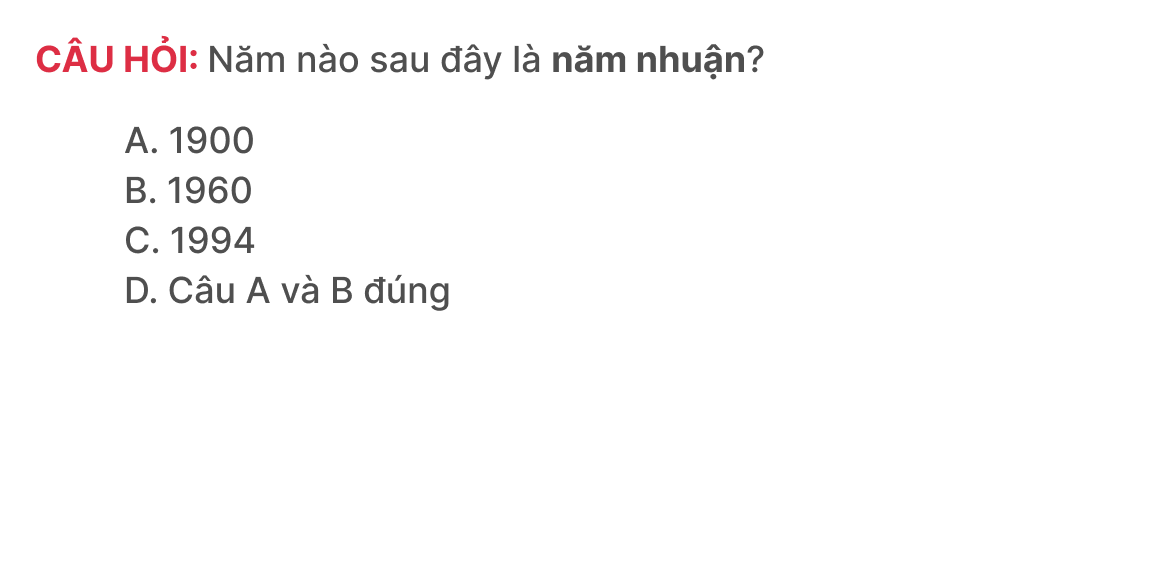 CÂU HỎI: Năm nào sau đây là năm nhuận?
A. 1900
B. 1960
C. 1994
D. Câu A và B đúng